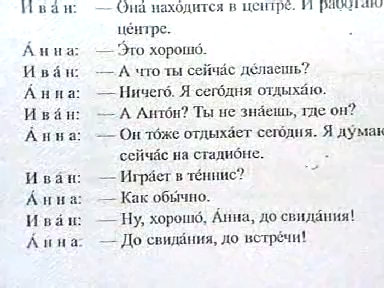 Ива́н: — Она́ нахо́дится в це́нтре. И
це́нтре.
А́нна: — Э́то хорошо́.
Ива́н: — А что ты сейча́с де́лаешь?
А́нна: — Ничего́. Я сего́дня отдыха́ю.
Ива́н: — А Анто́н? Ты не зна́ешь, где он?
А́нна: — Он то́же отдыха́ет сего́дня. Я
сейча́с на стадио́не.
Ива́н: — Игра́ет в те́ннис?
А́нна: — Как обы́чно.
Ива́н: — Ну, хорошо́, А́нна, до свида́ния!
А́нна: — До свида́ния, до встре́чи!